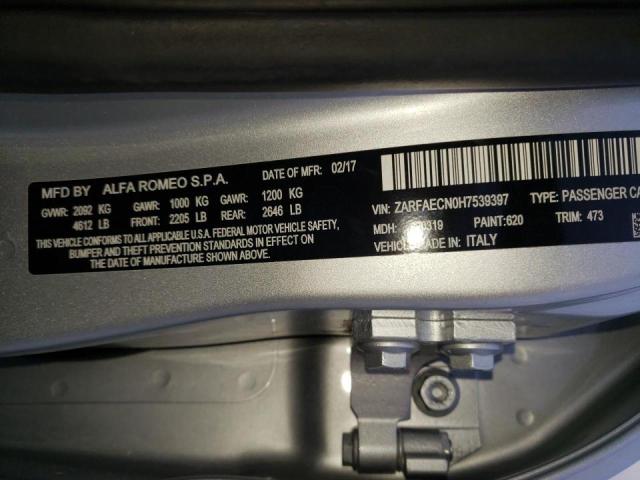 MFD BY ALFA ROMEO S.P.A. DATE OF MFR: 02/17
GVWR: 2092 KG GAWR: 1000 KG GAWR: 1200 KG
4612 LB FRONT: 2205 LB REAR: 2646 LB
THIS VEHICLE CONFORMS TO ALL APPLICABLE U.S.A. FEDERAL MOTOR VEHICLE SAFETY,
BUMPER AND THEFT PREVENTION STANDARDS IN EFFECT ON
THE DATE OF MANUFACTURE SHOWN ABOVE.
VIN: ZARFAECN0H7539397 TYPE: PASSENGER
MDH: PAINT: 620 TRIM: 473
VEHICLE MADE IN: ITALY